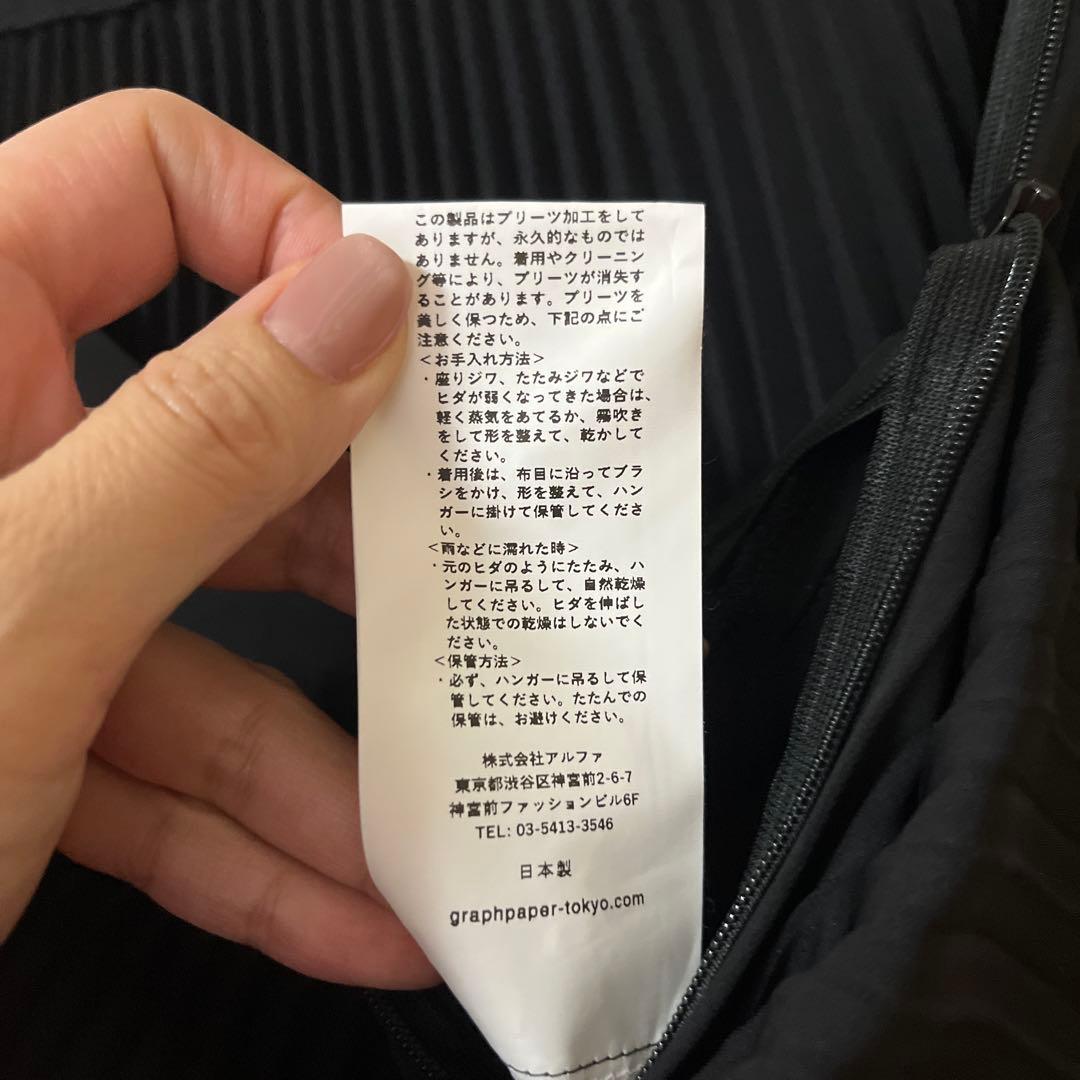 この製品はプリーツ加工をして
ありますが、永久的なものでは
ありません。着用やクリーニン
グ等により、プリーツが消失す
ることがあります。プリーツを
美しく保つため、下記の点にご
注意ください。
＜お手入れ方法＞
・座りジワ、たたみジワなどで
ヒダが弱くなってきた場合は、
軽く蒸気をあてるか、霧吹き
をして形を整えて、乾かして
ください。
・着用後は、布目に沿ってブラ
シをかけ、形を整えて、ハン
ガーに掛けて保管してくださ
い。
＜雨などに濡れた時＞
・元のヒダのようにたたみ、ハ
ンガーに吊るして、自然乾燥
してください。ヒダを伸ばし
た状態での乾燥はしないでく
ださい。
＜保管方法＞
・必ず、ハンガーに吊るして保
管してください。たたんでの
保管は、お避けください。
株式会社アルファ
東京都渋谷区神宮前2-6-7
神宮前ファッションビル6F
TEL: 03-5413-3546
日本製
graphpaper-tokyo.com